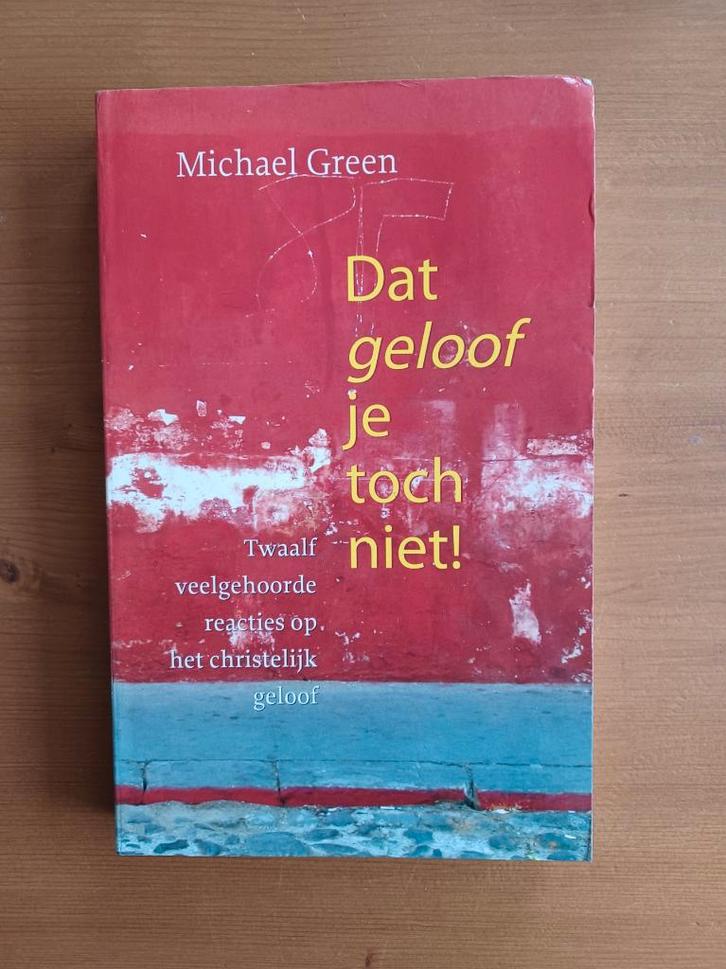 Michael Green
Dat
geloof
je
toch
niet!
Twaalf
veelgehoorde
reacties op
het christelijk
geloof